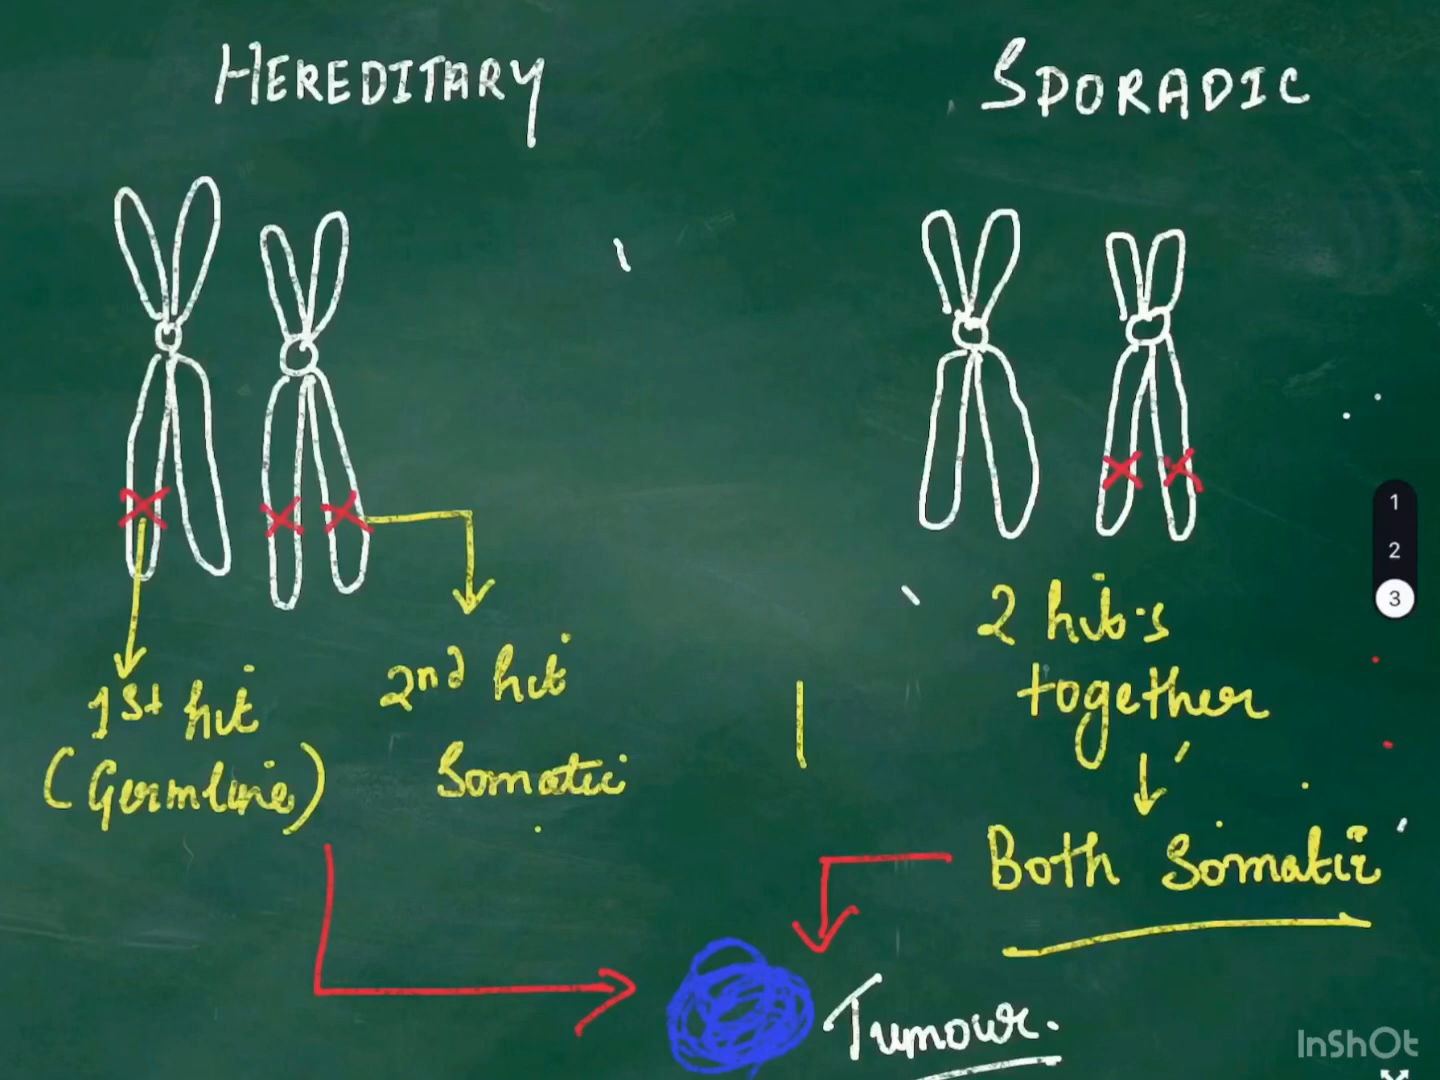 HEREDITARY
SPORADIC
1st hit
(Germline)
2nd hit
Somatic
2 hits
together
Both Somatic
Tumour.
1
2
3
InShOt